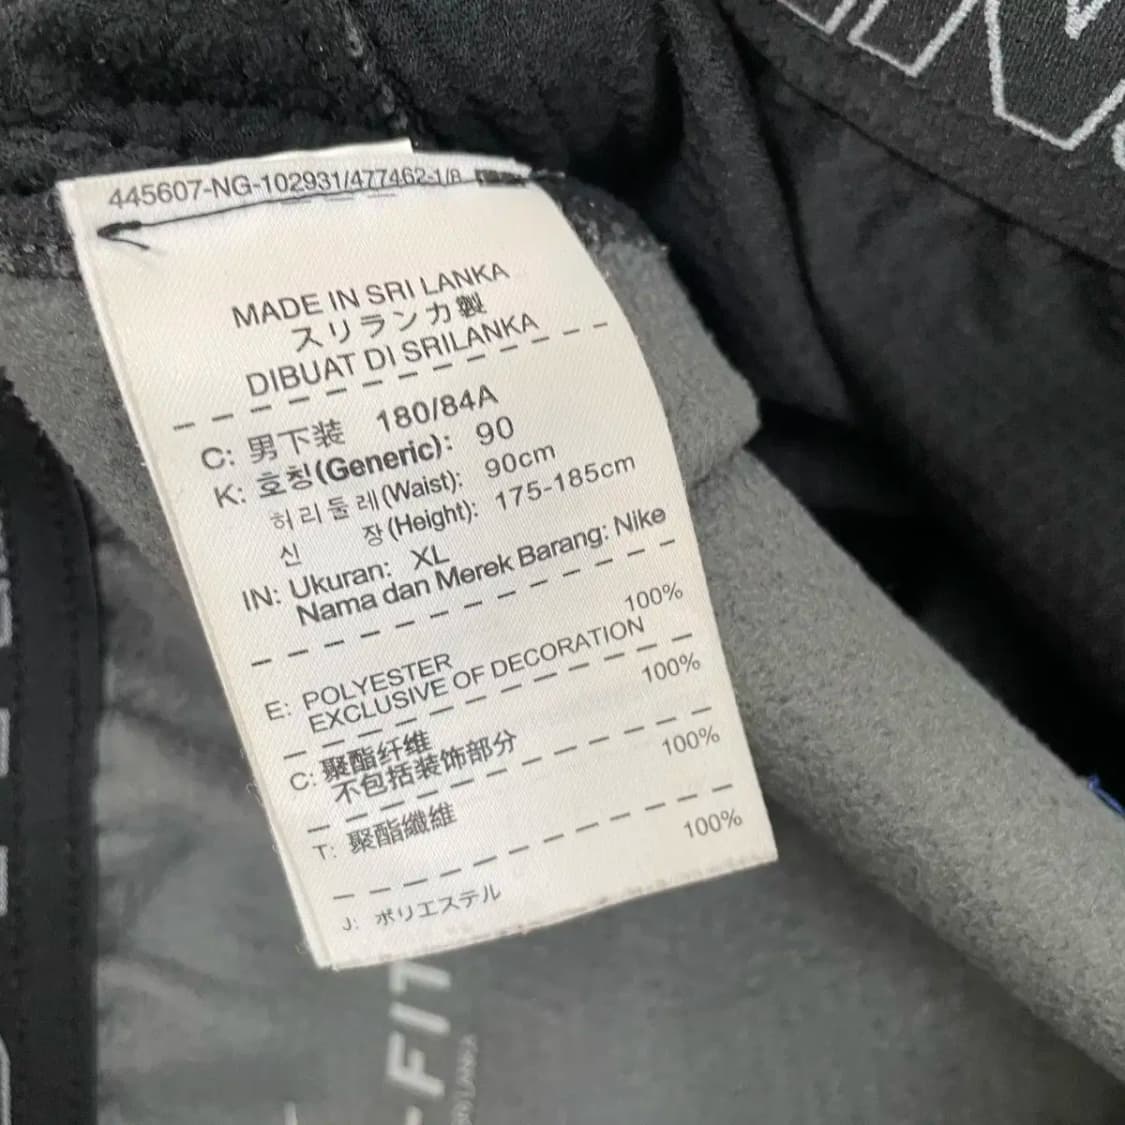 445607-NG-102931/477462-1/8
MADE IN SRI LANKA
スリランカ製
DIBUAT DI SRILANKA
C: 男下装 180/84A
K: 호칭(Generic): 90
허리둘레(Waist): 90cm
신 장(Height): 175-185cm
IN: Ukuran: XL
Nama dan Merek Barang: Nike
100%
E: POLYESTER
EXCLUSIVE OF DECORATION
100%
C: 聚酯纤维
不包括装饰部分
100%
T: 聚酯纖維
100%
J: ポリエステル
-FIT
SRI LANKA